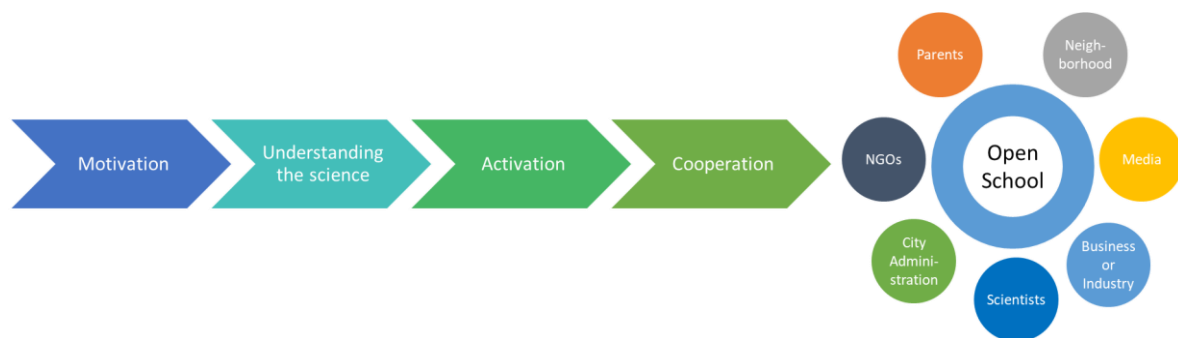 Motivation
Understanding
the science
Activation
Cooperation
Parents
Neigh-
borhood
NGOs
Open
School
Media
City
Admini-
stration
Business
or
Industry
Scientists